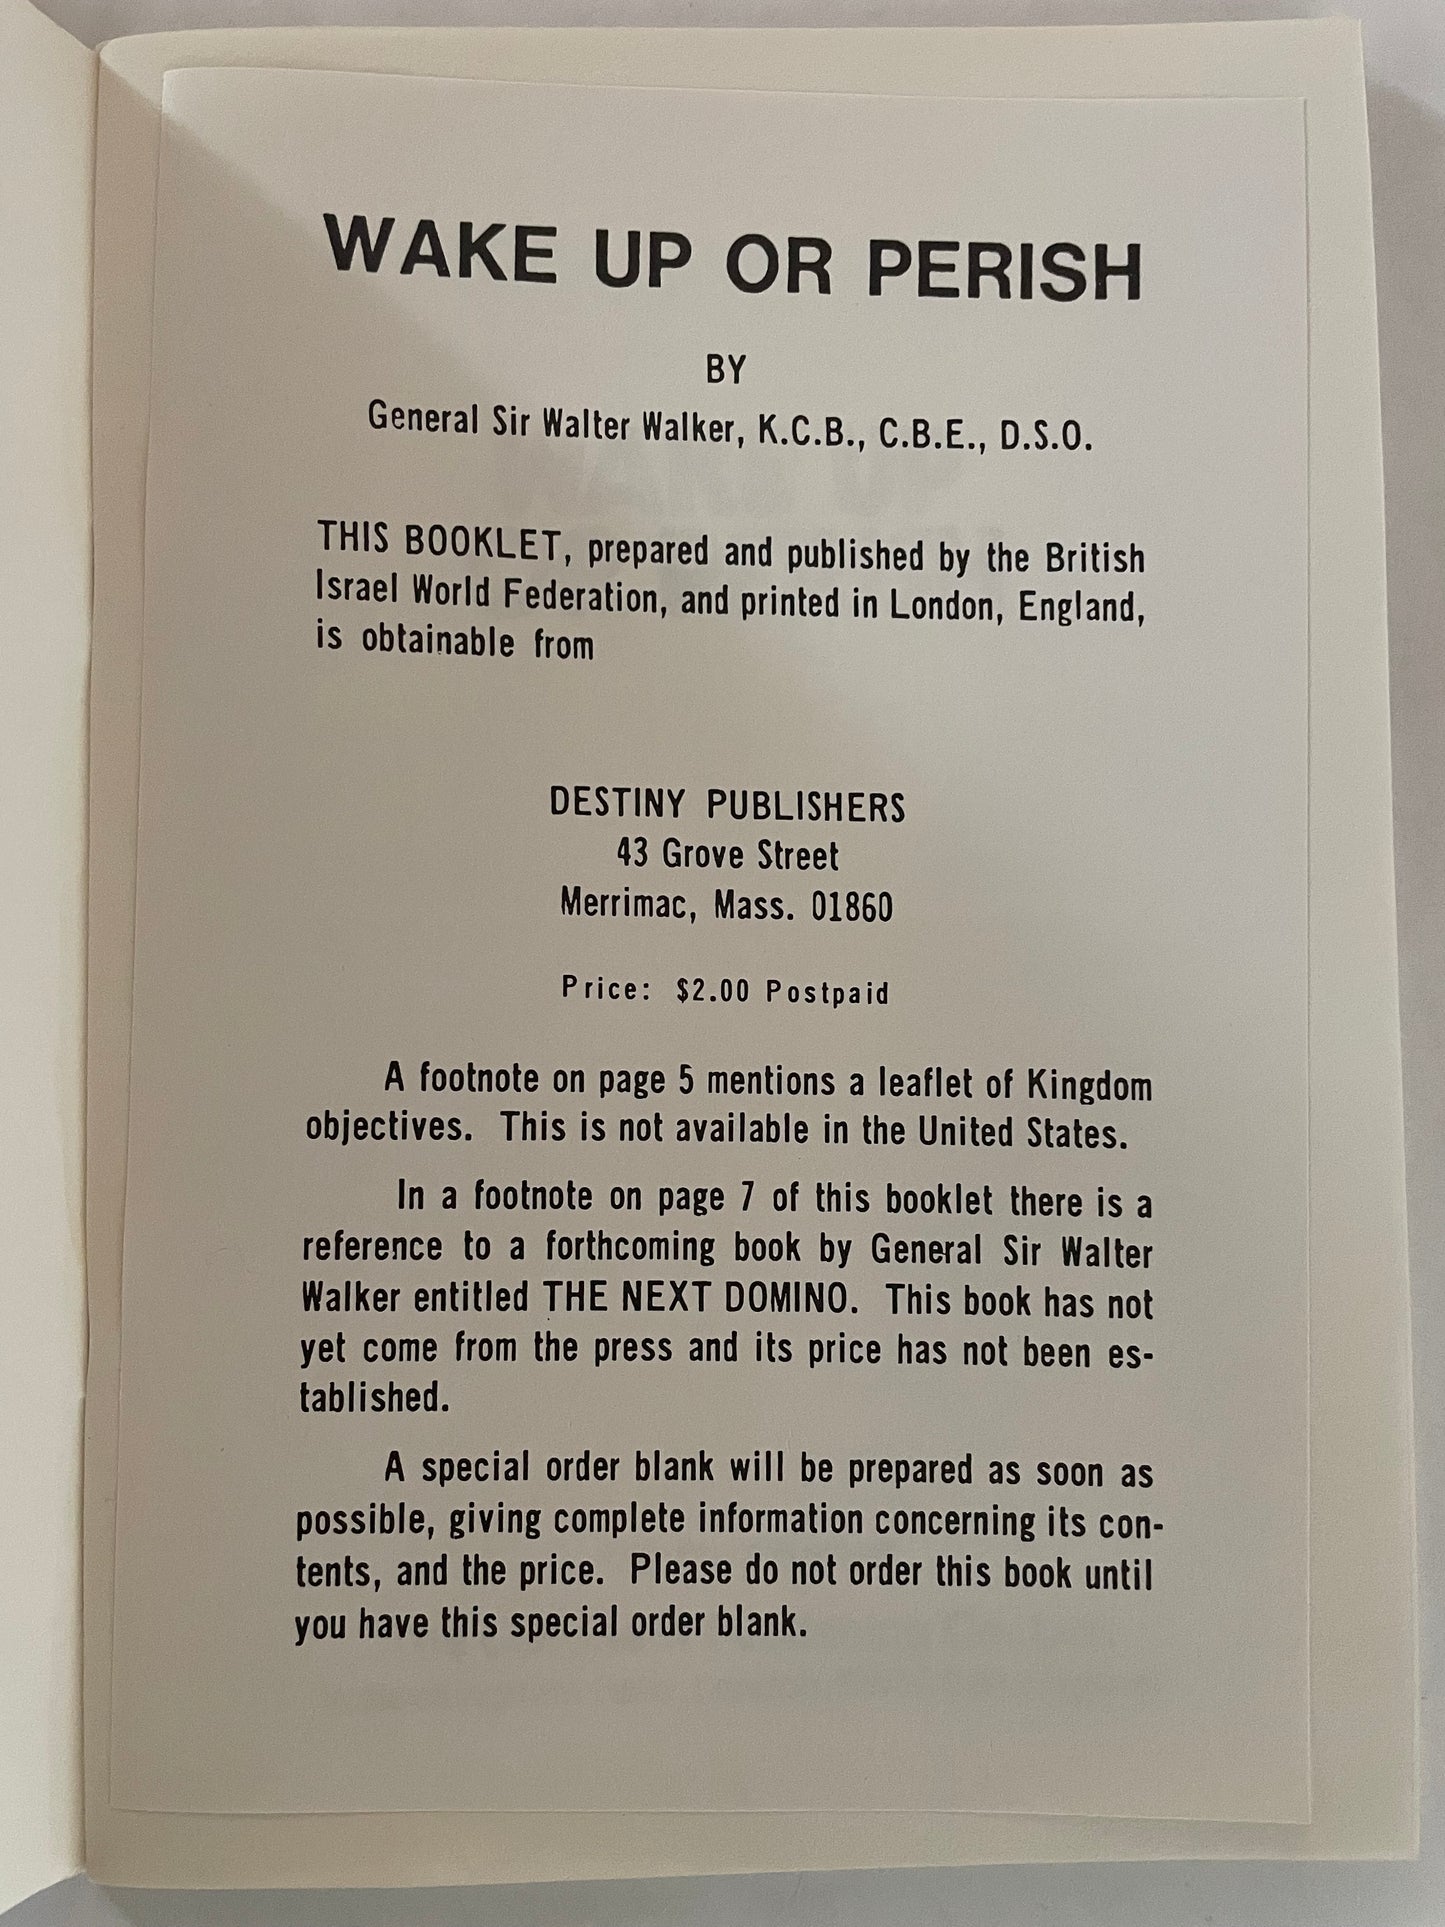 WAKE UP OR PERISH
BY
General Sir Walter Walker, K.C.B., C.B.E., D.S.O.
THIS BOOKLET, prepared and published by the British
Israel World Federation, and printed in London, England,
is obtainable from
DESTINY PUBLISHERS
43 Grove Street
Merrimac, Mass. 01860
Price: $2.00 Postpaid
A footnote on page 5 mentions a leaflet of Kingdom
objectives. This is not available in the United States.
In a footnote on page 7 of this booklet there is a
reference to a forthcoming book by General Sir Walter
Walker entitled THE NEXT DOMINO. This book has not
yet come from the press and its price has not been es-
tablished.
A special order blank will be prepared as soon as
possible, giving complete information concerning its con-
tents, and the price. Please do not order this book until
you have this special order blank.